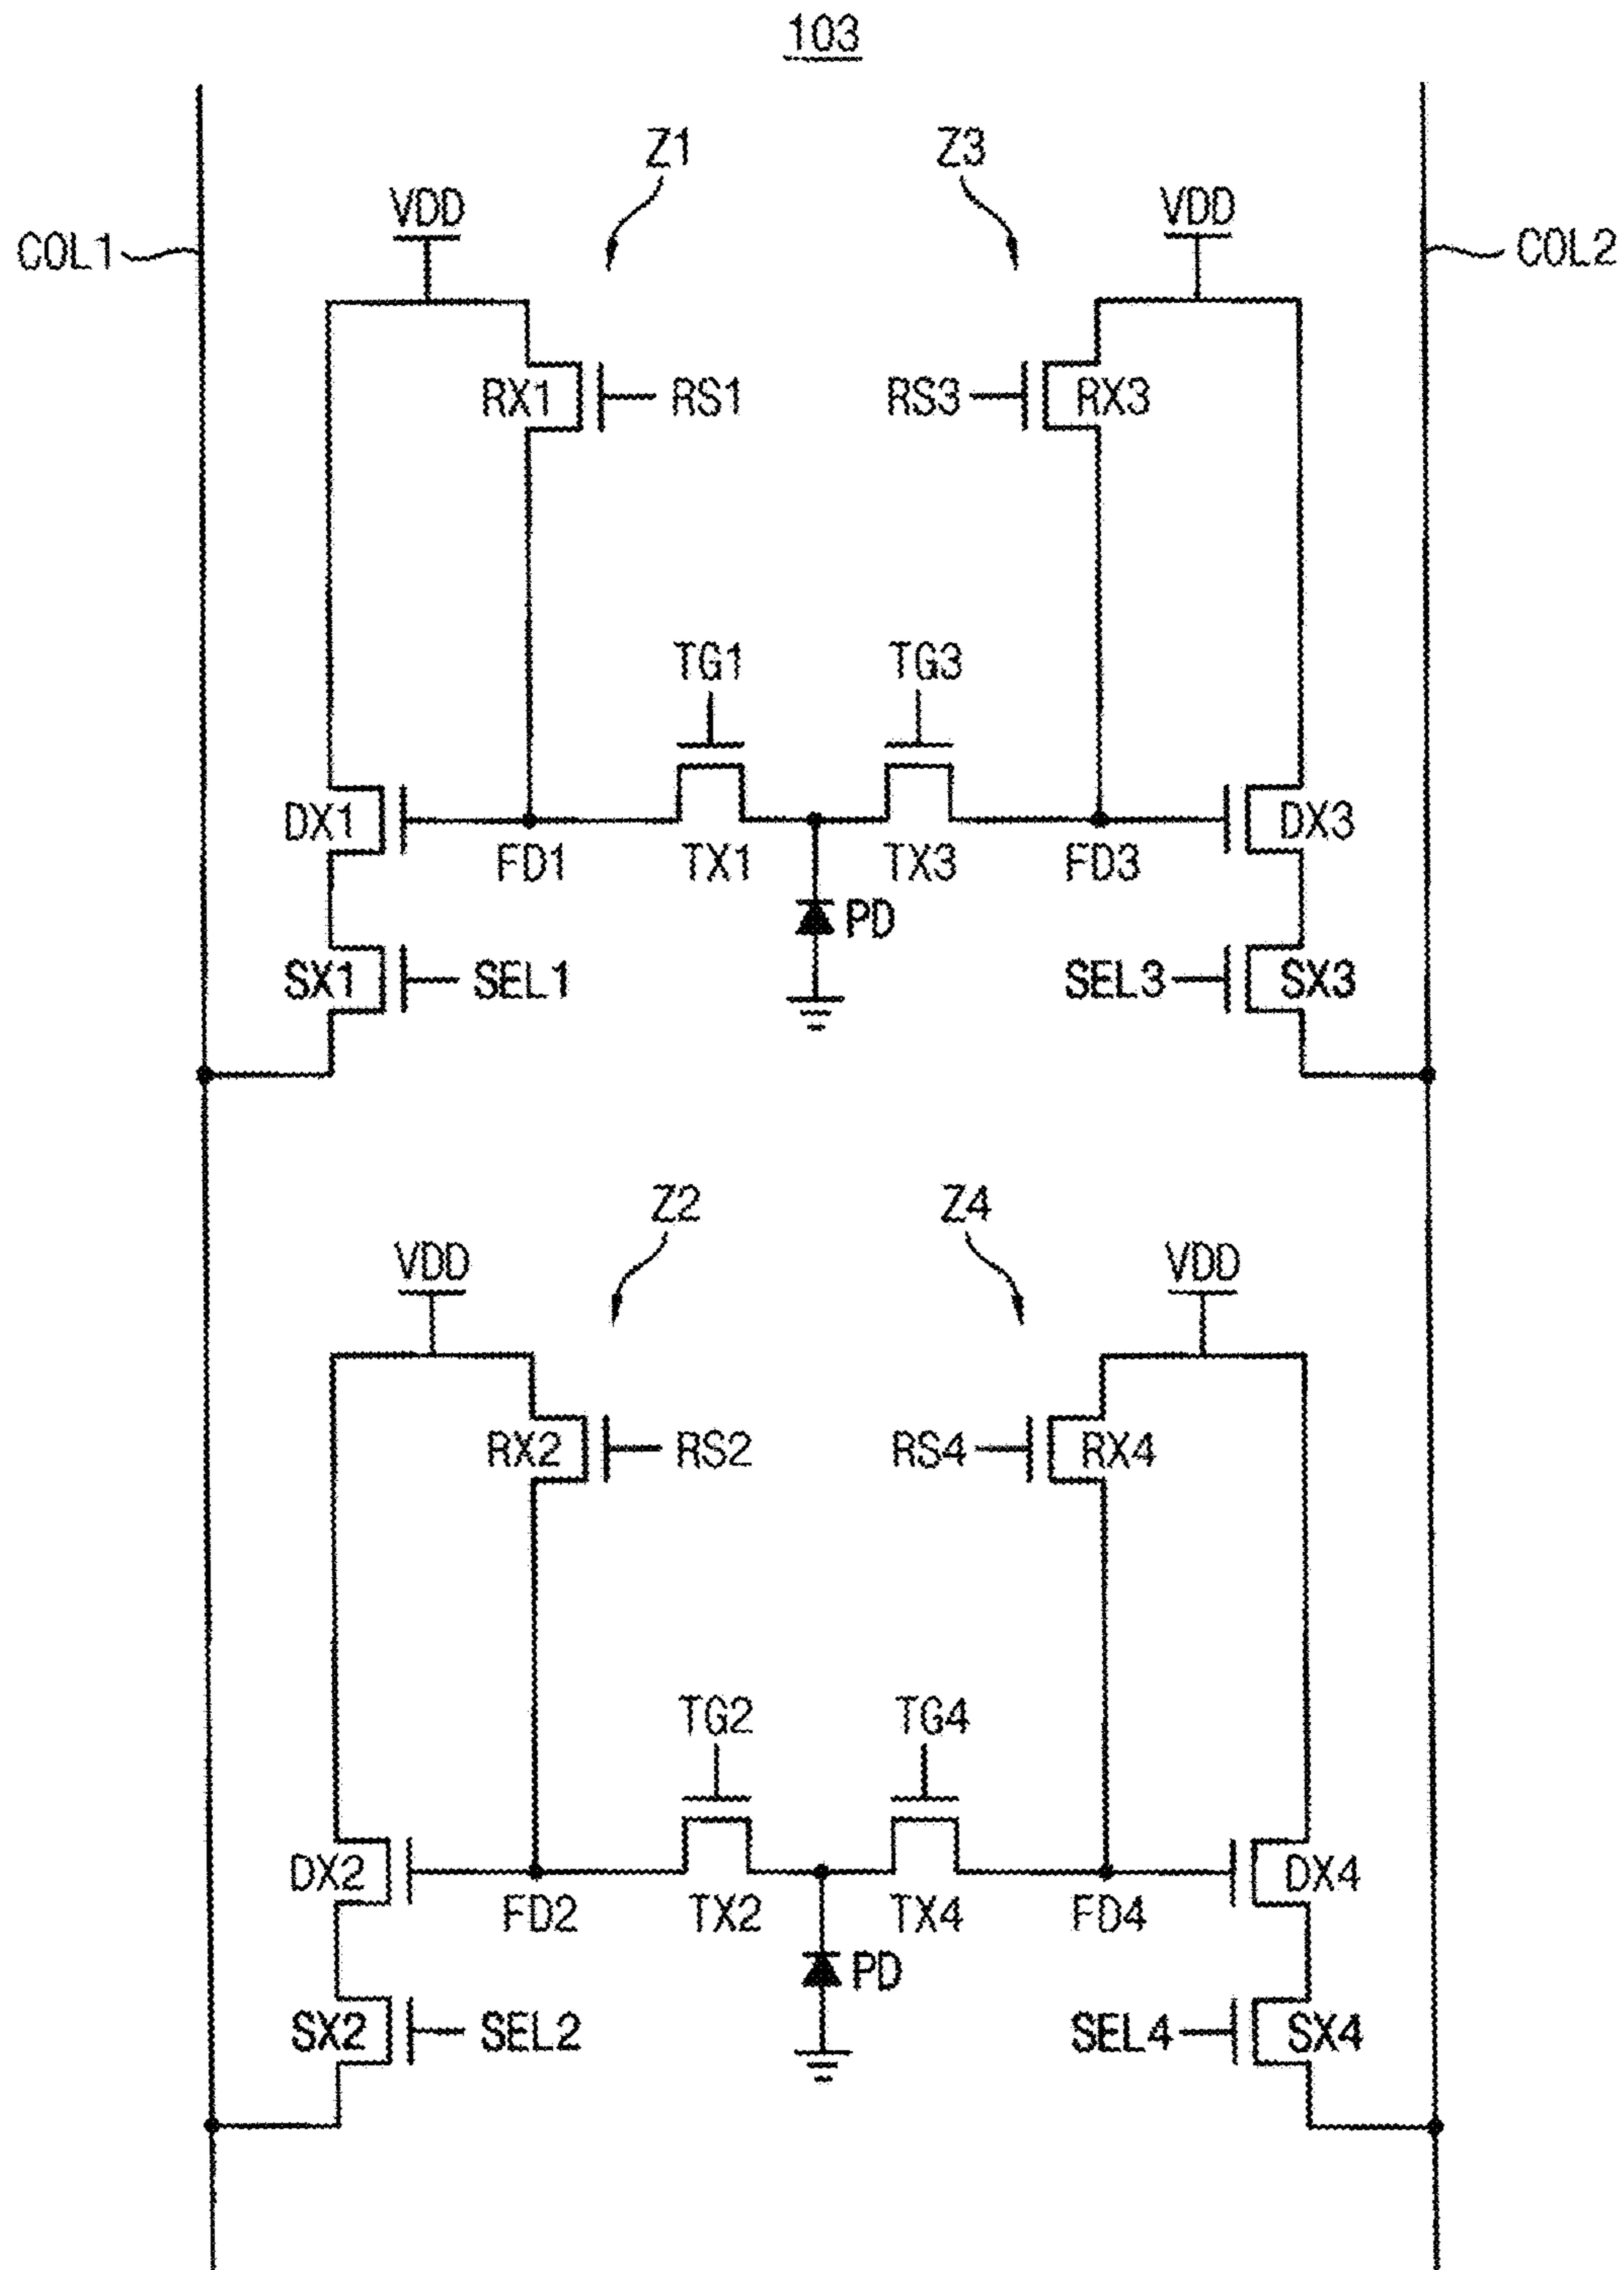 103
Z1 Z3
VDD VDD
COL1 COL2
RX1 RS1 RS3 RX3
TG1 TG3
DX1 DX3
FD1 TX1 TX3 FD3
PD
SX1 SEL1 SEL3 SX3
Z2 Z4
VDD VDD
RX2 RS2 RS4 RX4
TG2 TG4
DX2 DX4
FD2 TX2 TX4 FD4
PD
SX2 SEL2 SEL4 SX4